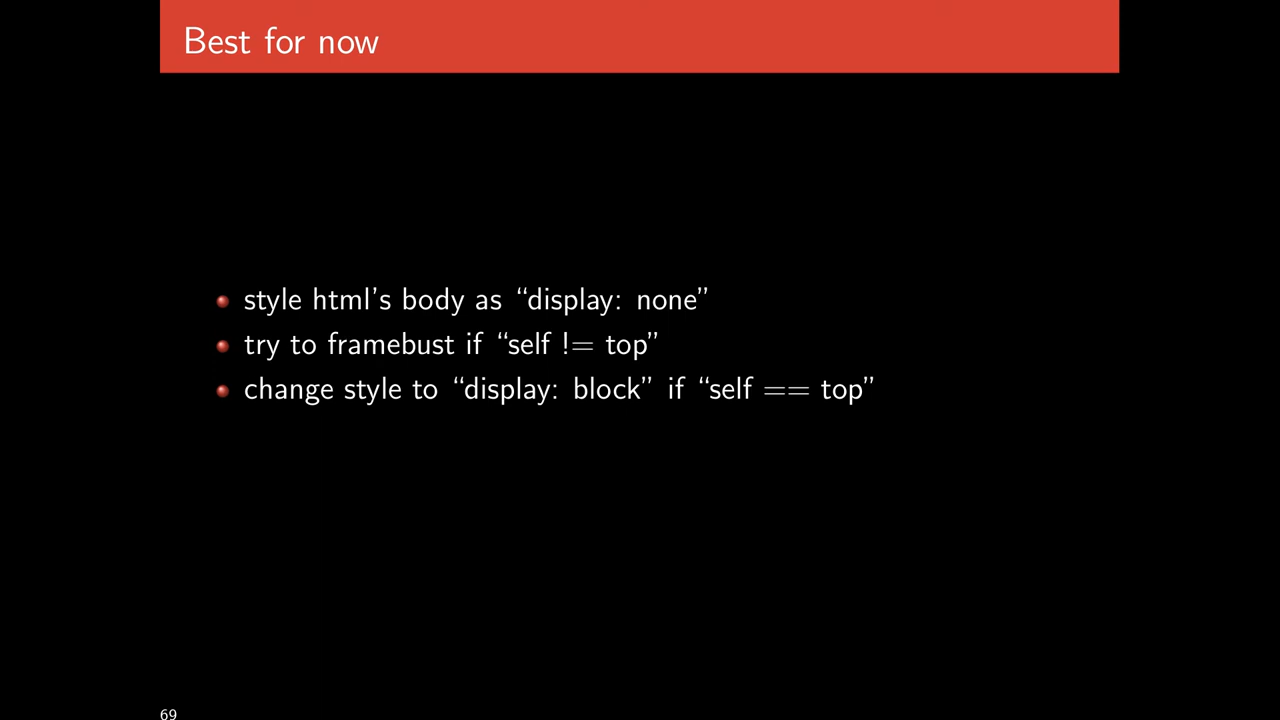 Best for now
style html's body as “display: none”
try to framebust if “self != top”
change style to “display: block” if “self == top”
69